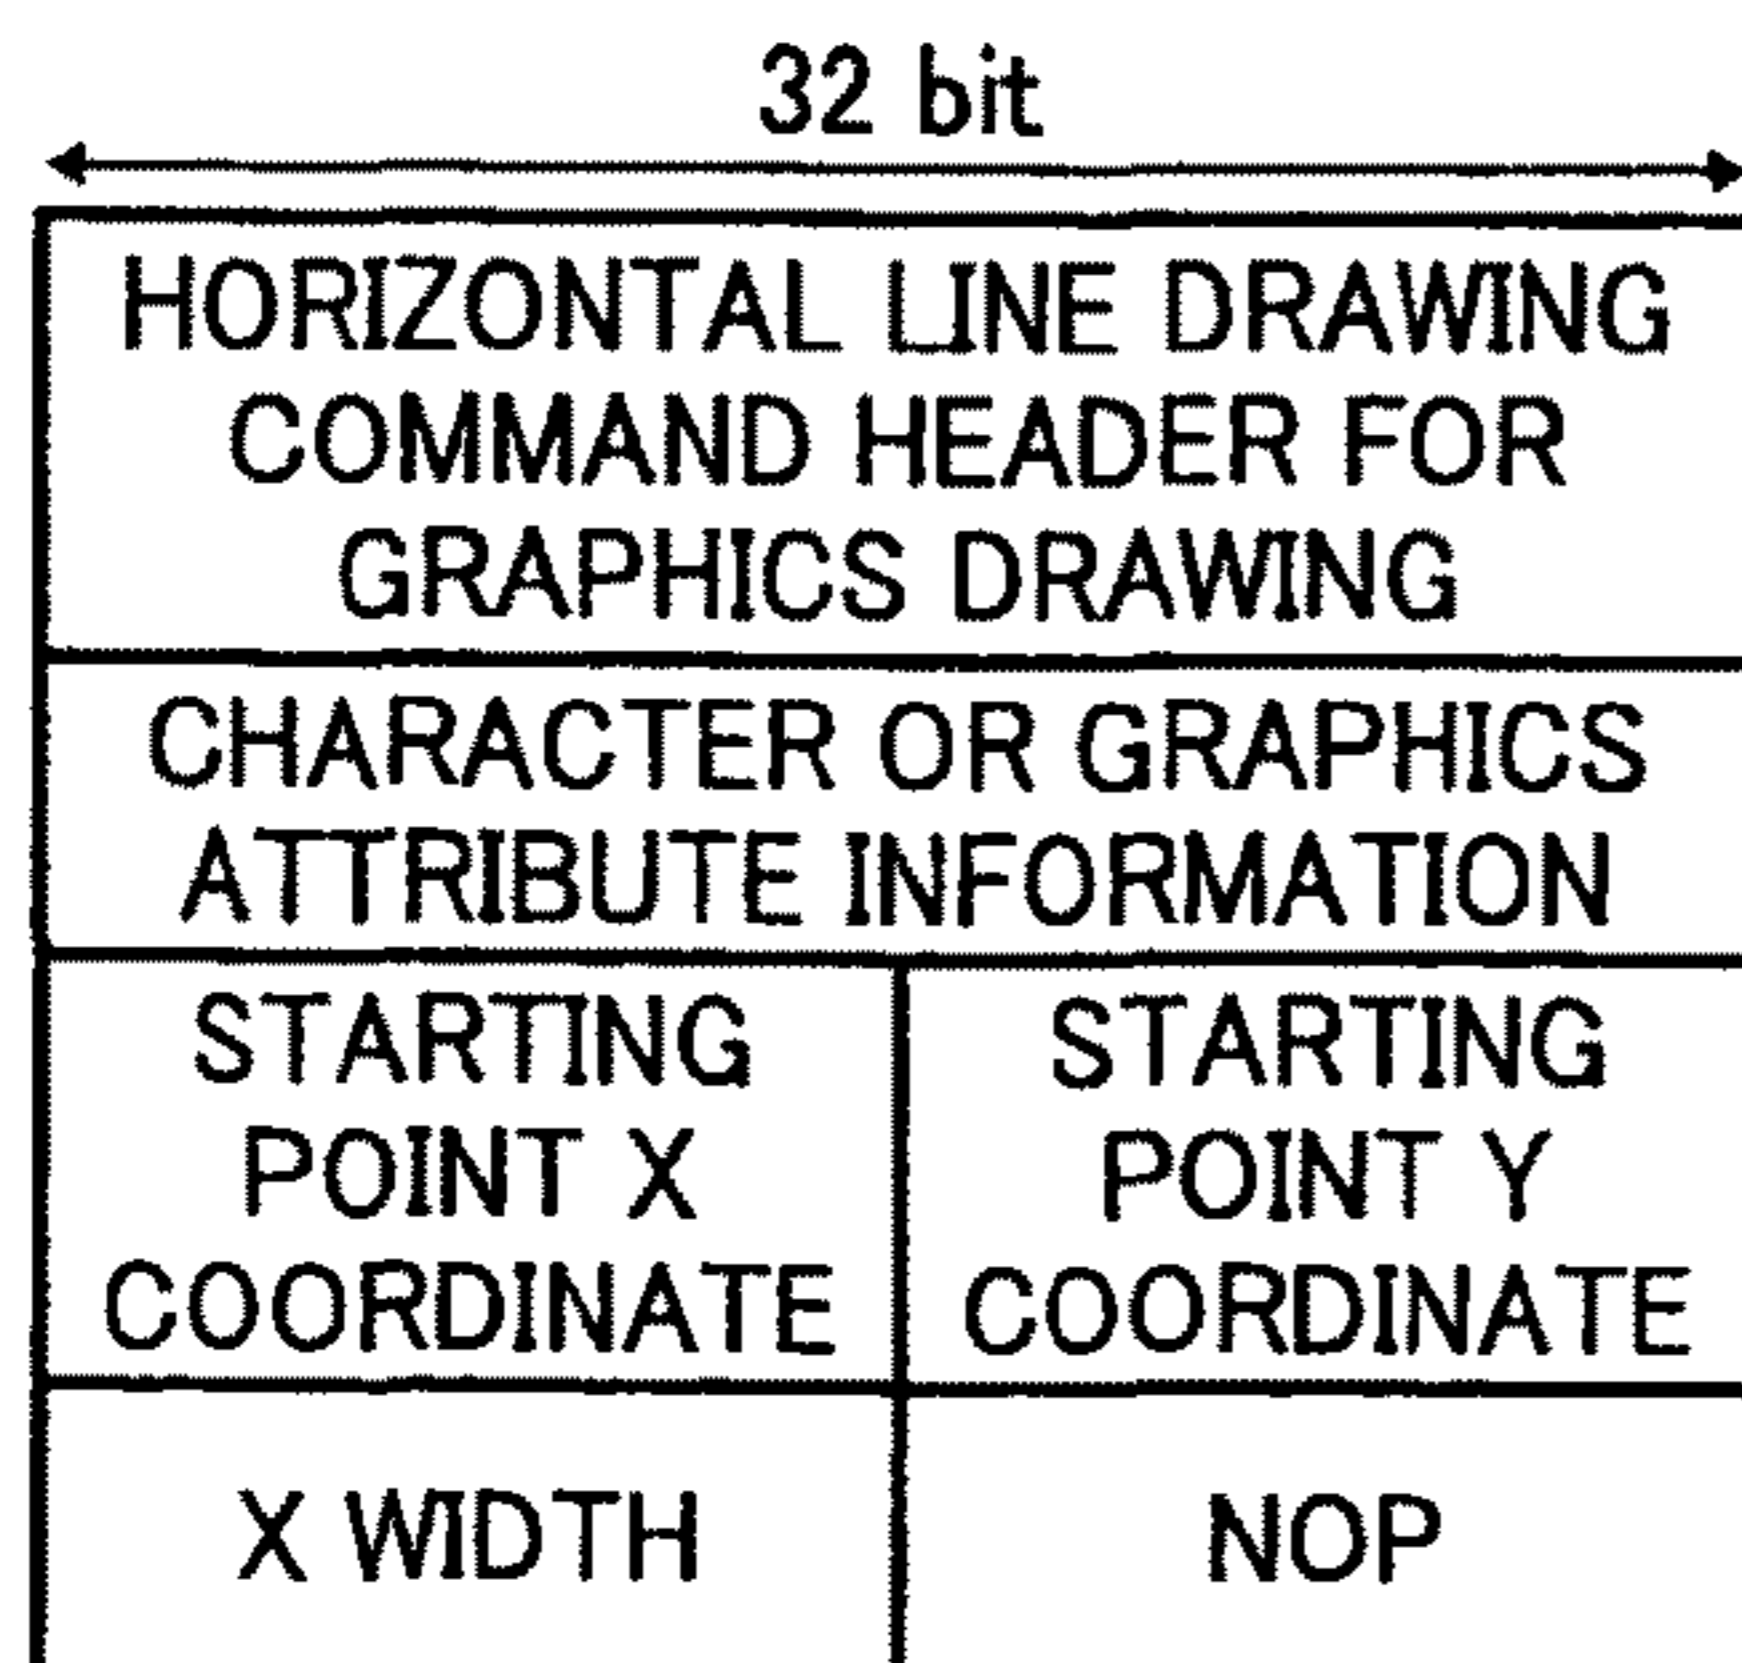 32 bit
HORIZONTAL LINE DRAWING
COMMAND HEADER FOR
GRAPHICS DRAWING
CHARACTER OR GRAPHICS
ATTRIBUTE INFORMATION
STARTING
POINT X
COORDINATE
STARTING
POINT Y
COORDINATE
X WIDTH
NOP